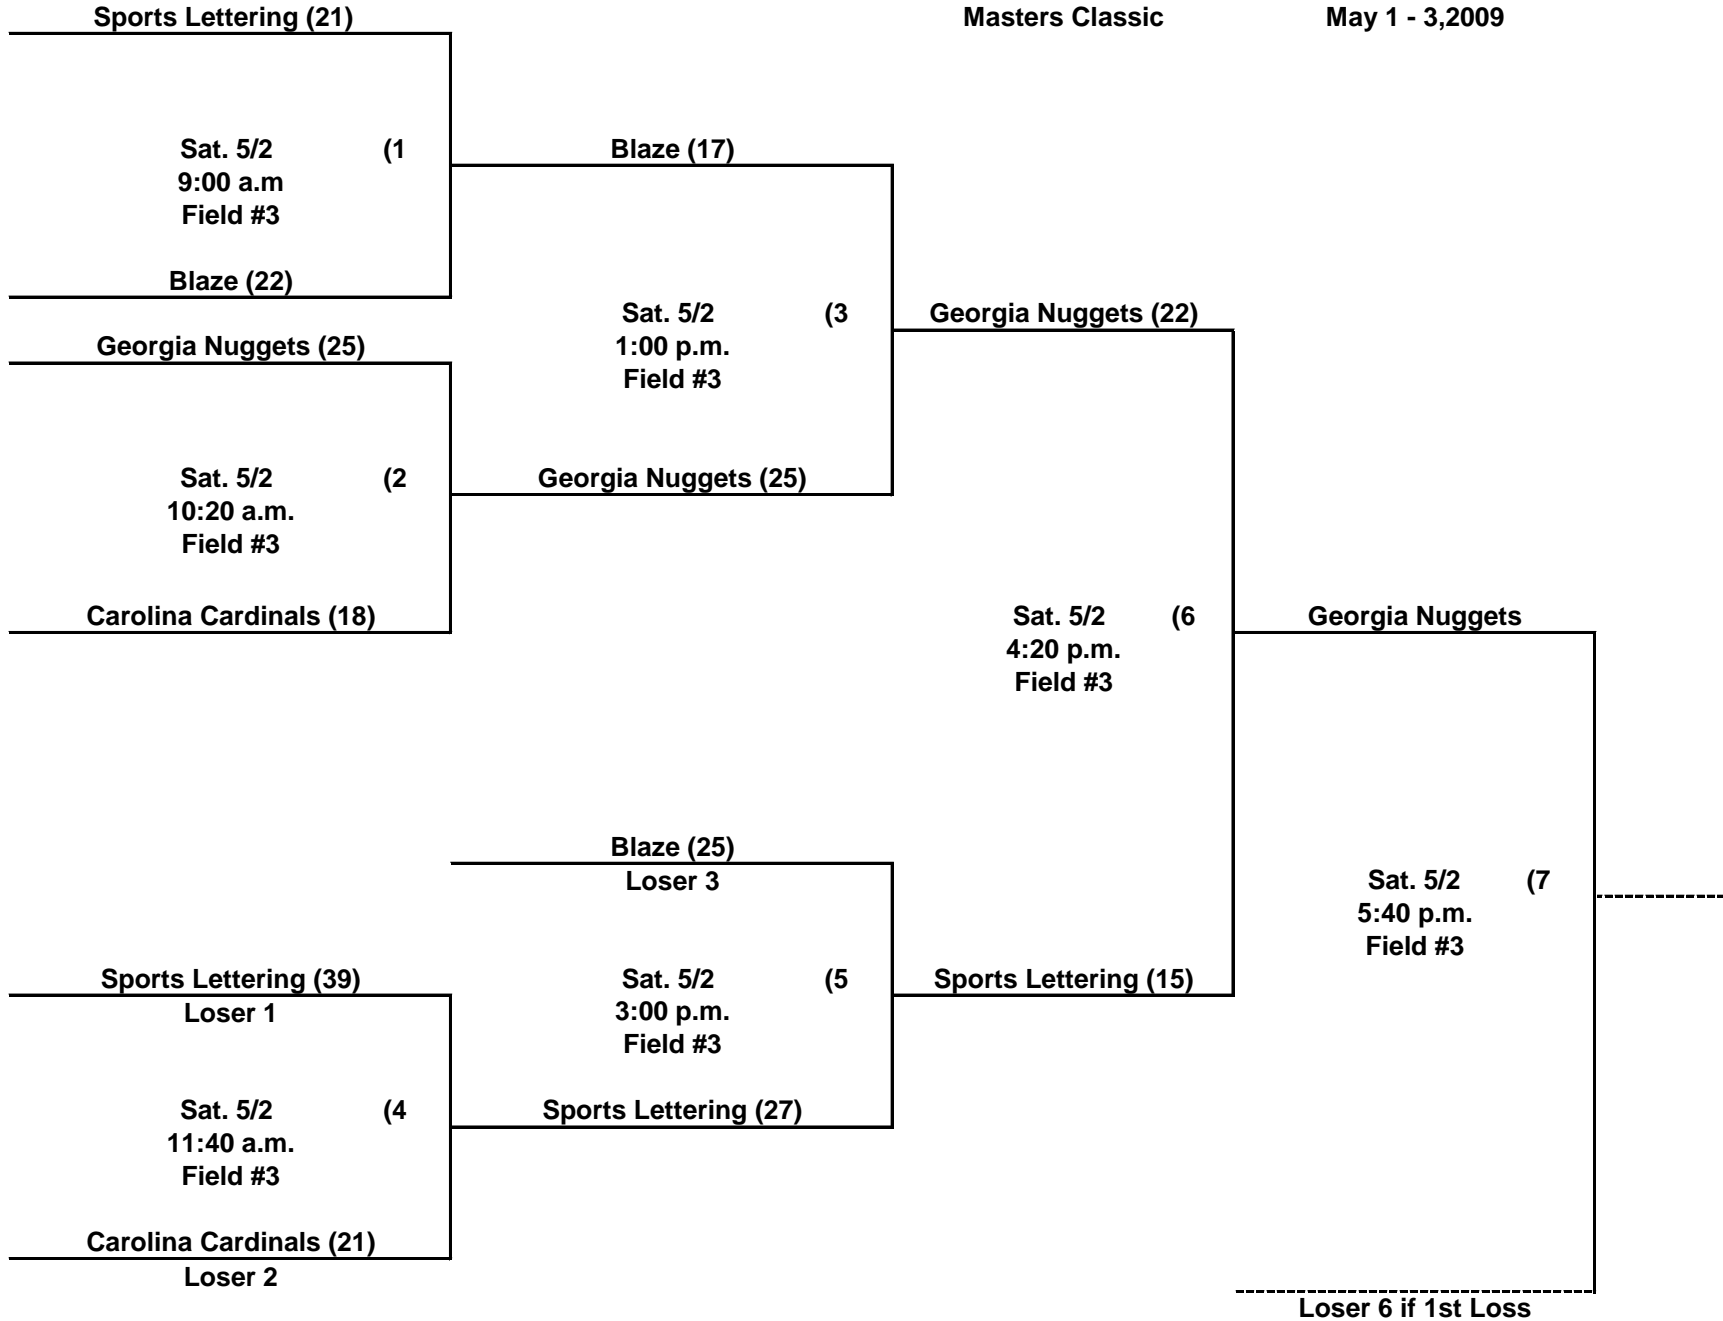 Sports Lettering (21)
Masters Classic
May 1 - 3,2009
Sat. 5/2 (1
9:00 a.m
Field #3
Blaze (17)
Blaze (22)
Georgia Nuggets (25)
Sat. 5/2 (3
1:00 p.m.
Field #3
Georgia Nuggets (22)
Sat. 5/2 (2
10:20 a.m.
Field #3
Georgia Nuggets (25)
Carolina Cardinals (18)
Sat. 5/2 (6
4:20 p.m.
Field #3
Georgia Nuggets
Blaze (25)
Loser 3
Sat. 5/2 (7
5:40 p.m.
Field #3
Sports Lettering (39)
Loser 1
Sat. 5/2 (5
3:00 p.m.
Field #3
Sports Lettering (15)
Sat. 5/2 (4
11:40 a.m.
Field #3
Sports Lettering (27)
Carolina Cardinals (21)
Loser 2
Loser 6 if 1st Loss